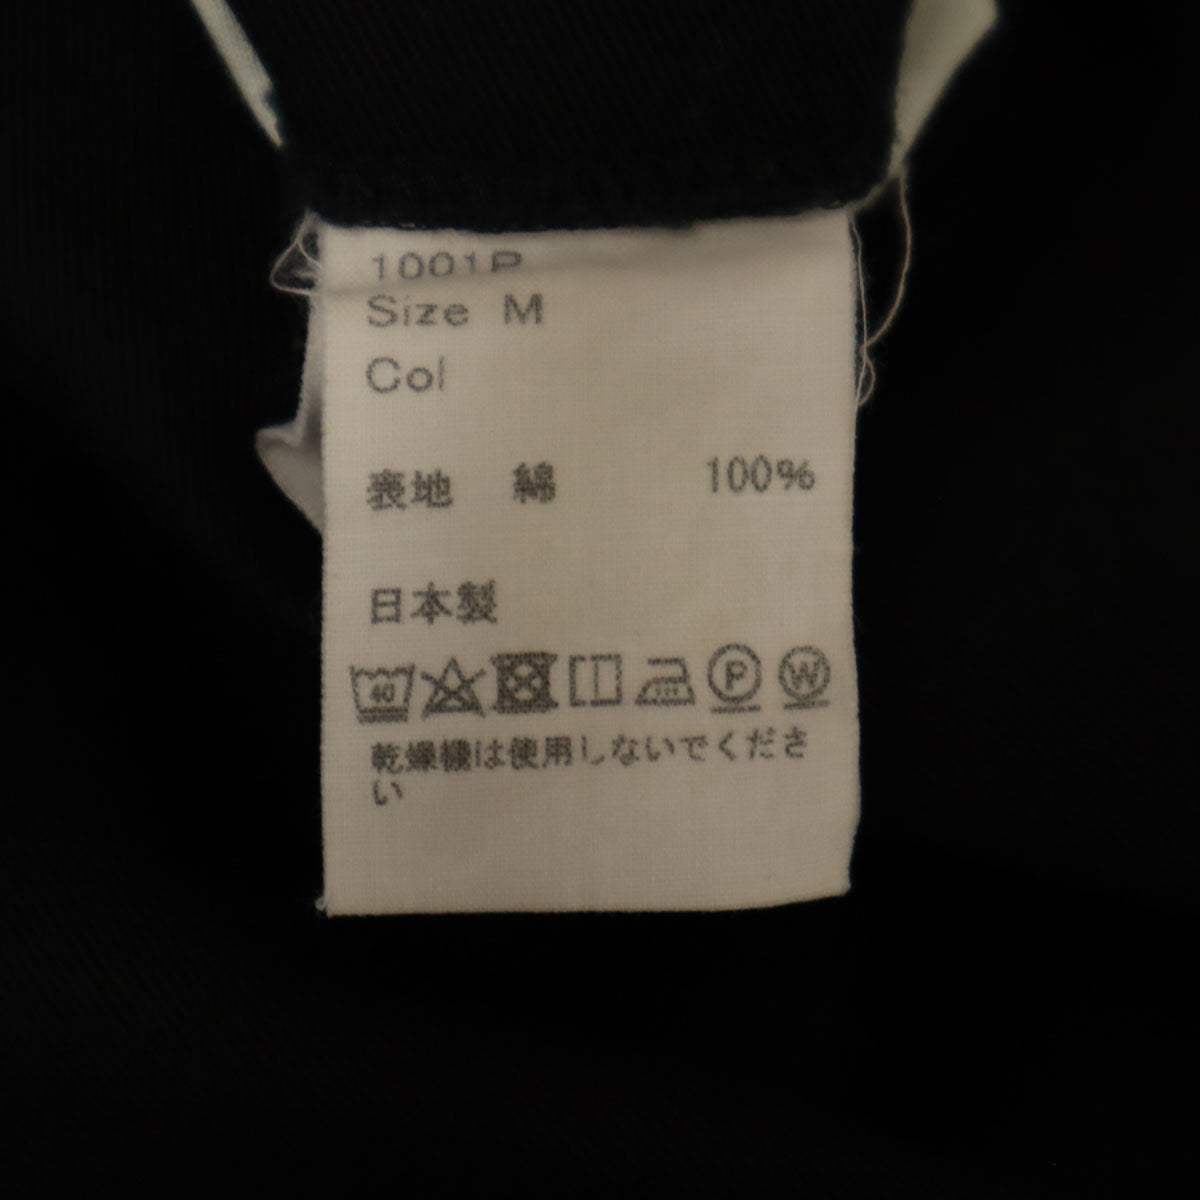 1001P
Size M
Col
表地 綿 100%
日本製
40 P W
乾燥機は使用しないでくださ
い